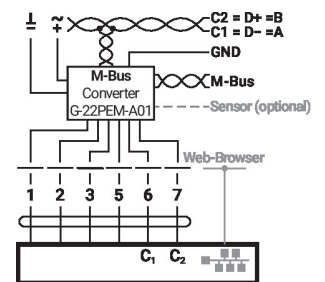 ⊥ ~ C2 = D+ =B
= + C1 = D– =A
GND
M-Bus
Converter
G-22PEM-A01
M-Bus
Sensor (optional)
Web-Browser
1 2 3 5 6 7
C1 C2